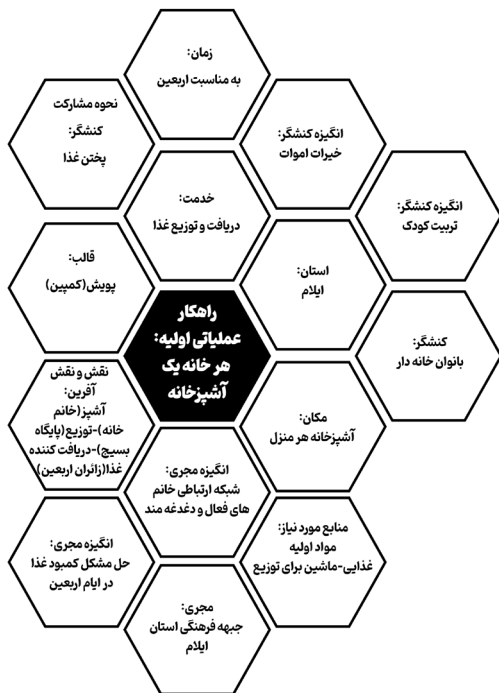 زمان:
به مناسبت اربعین
نحوه مشارکت
کنشگر:
پختن غذا
انگیزه کنشگر:
خیرات اموات
خدمت:
دریافت و توزیع غذا
انگیزه کنشگر:
تربیت کودک
قالب:
پویش(کمپین)
استان:
ایلام
راهکار
عملیاتی اولیه:
هر خانه یک
آشپزخانه
کنشگر:
بانوان خانه دار
نقش و نقش
آفرین:
آشپز(خانم
خانه)-توزیع(پایگاه
بسیج)-دریافت کننده
غذا(زائران اربعین)
مکان:
آشپزخانه هر منزل
انگیزه مجری:
شبکه ارتباطی خانم
های فعال و دغدغه مند
منابع مورد نیاز:
مواد اولیه
غذایی-ماشین برای توزیع
انگیزه مجری:
حل مشکل کمبود غذا
در ایام اربعین
مجری:
جبهه فرهنگی استان
ایلام